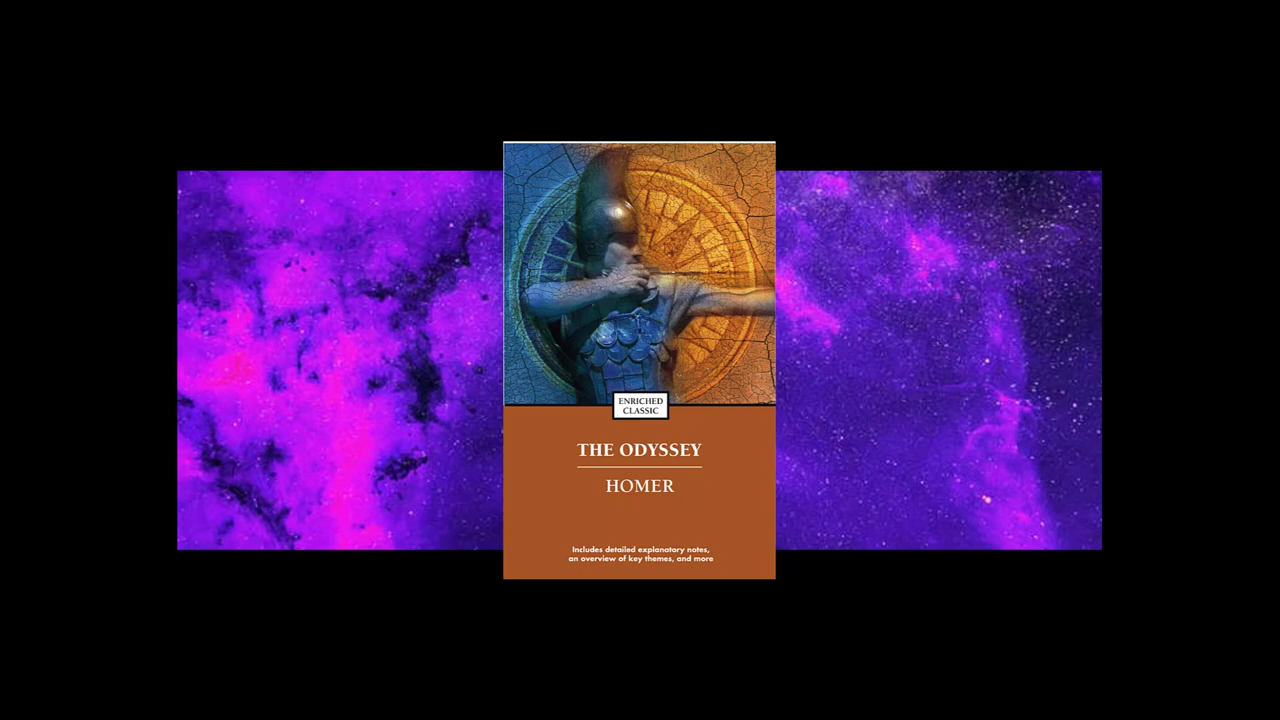 ENRICHED
CLASSIC
THE ODYSSEY
HOMER
Includes detailed explanatory notes,
an overview of key themes, and more